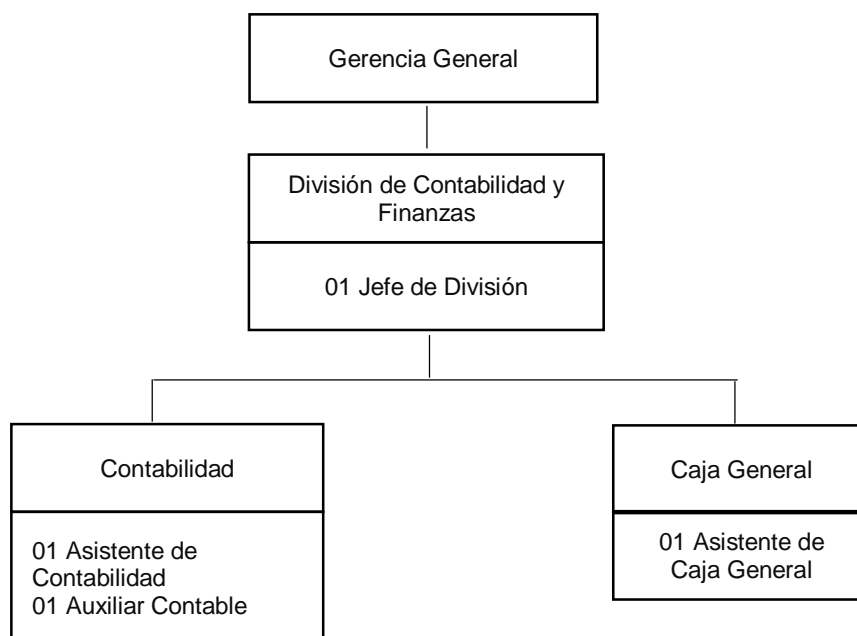 Gerencia General
División de Contabilidad y
Finanzas
01 Jefe de División
Contabilidad
01 Asistente de
Contabilidad
01 Auxiliar Contable
Caja General
01 Asistente de
Caja General